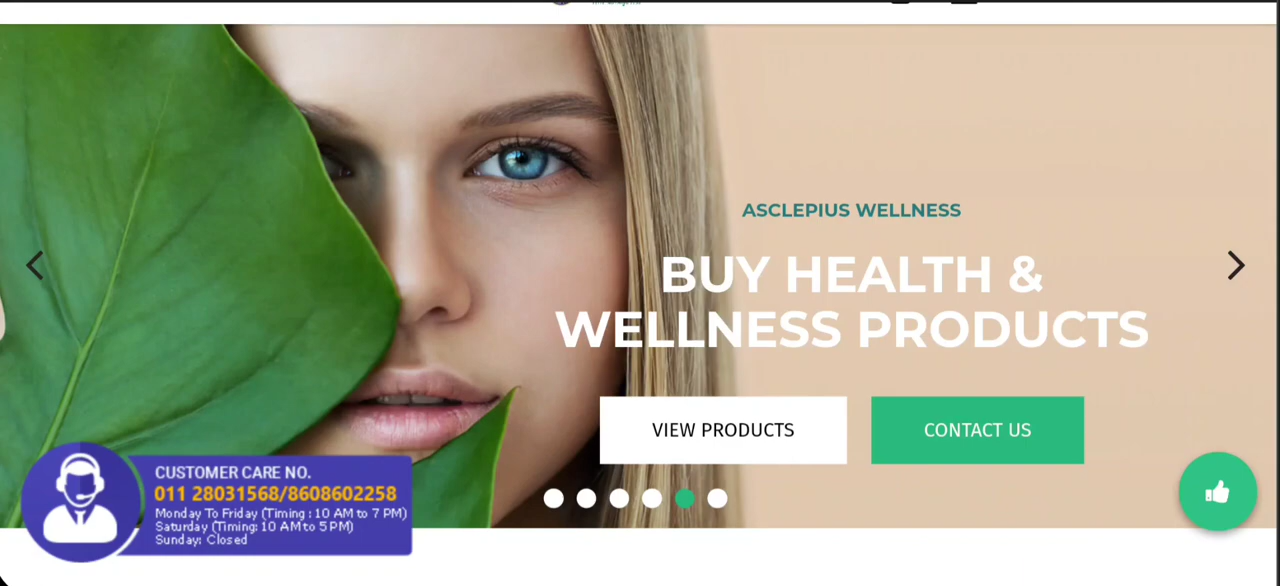 ASCLEPIUS WELLNESS
BUY HEALTH &
WELLNESS PRODUCTS
VIEW PRODUCTS
CONTACT US
CUSTOMER CARE NO.
011 28031568/8608602258
Monday To Friday (Timing : 10 AM to 7 PM)
Saturday (Timing: 10 AM to 5 PM)
Sunday: Closed